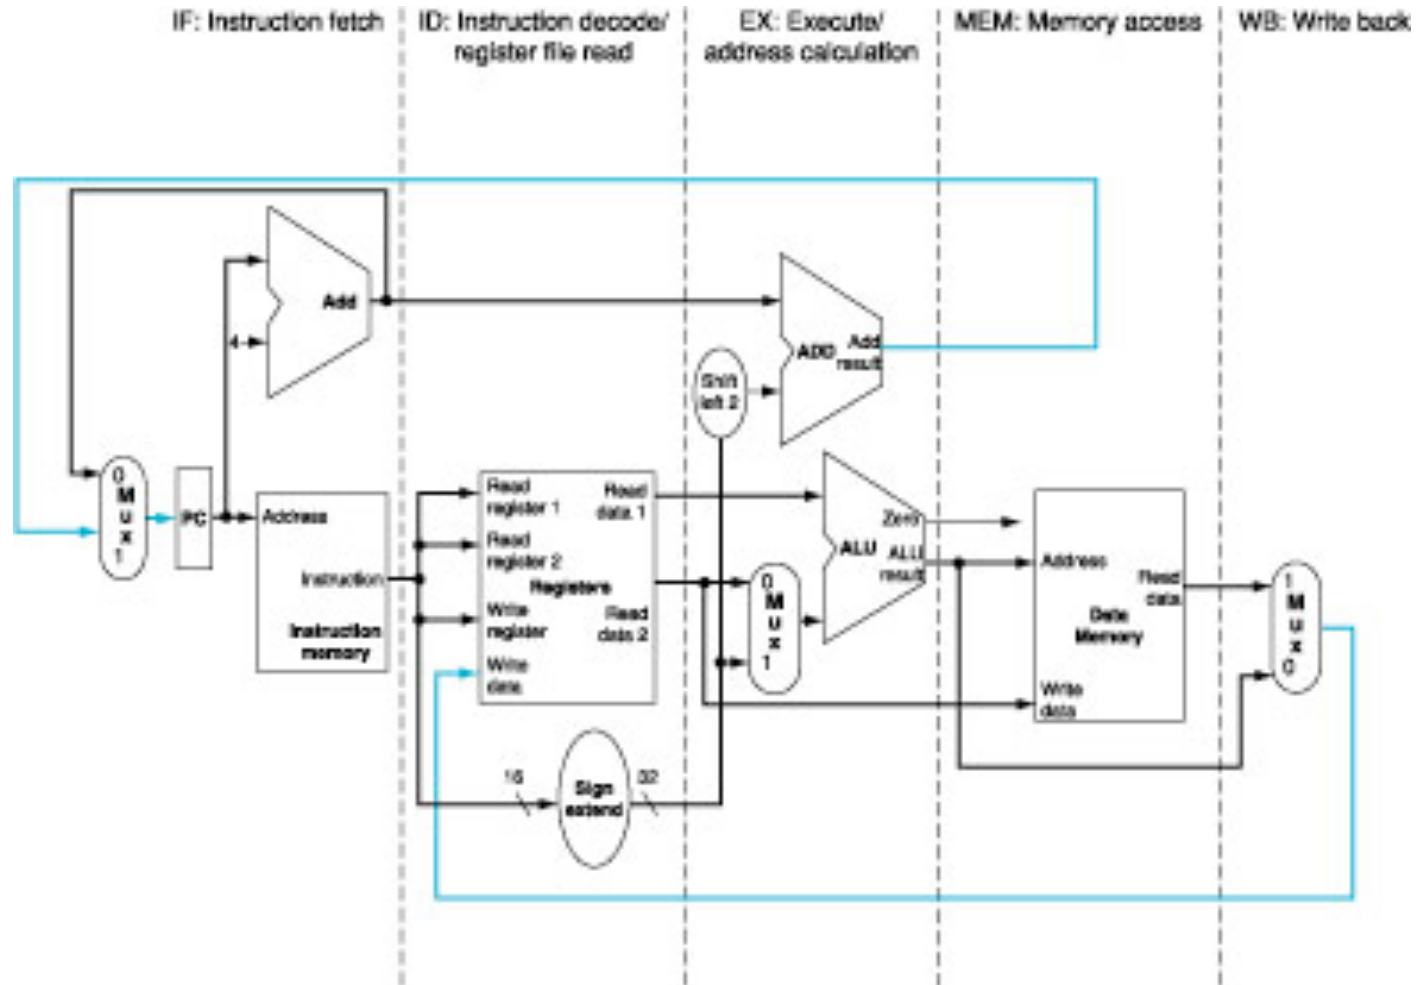 IF: Instruction fetch
ID: Instruction decode/
register file read
EX: Execute/
address calculation
MEM: Memory access
WB: Write back
Add
4
ADD
Add
result
Shift
left 2
0
M
u
x
1
PC
Address
Instruction
Instruction
memory
Read
register 1
Read
data 1
Read
register 2
Registers
Write
register
Read
data 2
Write
data
0
M
u
x
1
Zero
ALU
ALU
result
Address
Read
data
Data
Memory
Write
data
1
M
u
x
0
16
Sign
extend
32